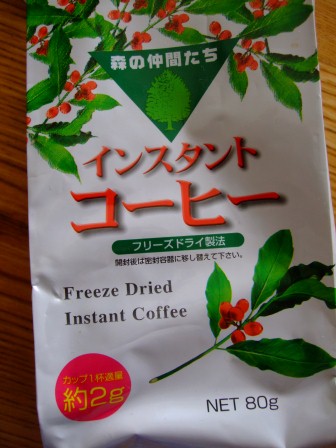 森の仲間たち
インスタント
コーヒー
フリーズドライ製法
開封後は密封容器に移し替えて下さい。
Freeze Dried
Instant Coffee
カップ1杯適量
約2g
NET 80g